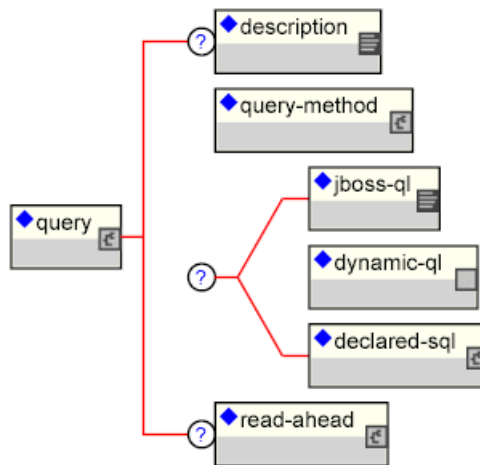 ?
description
query-method
jboss-ql
query
?
dynamic-ql
declared-sql
?
read-ahead